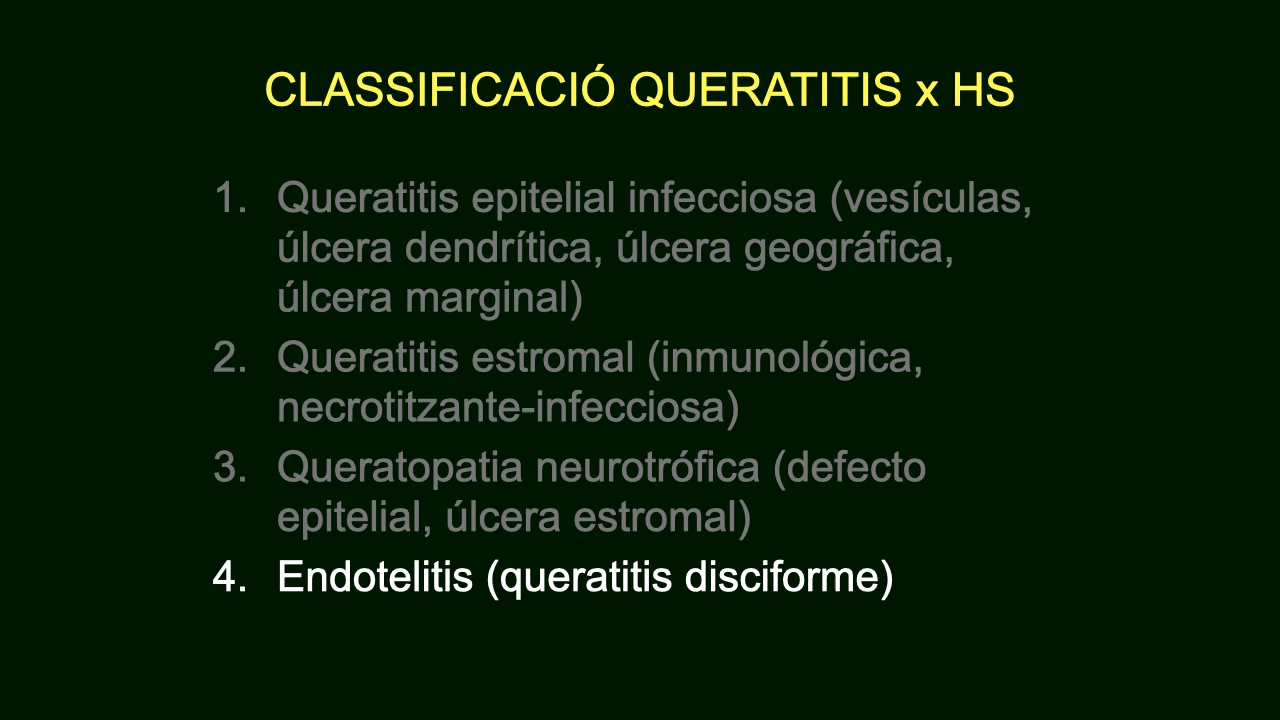 CLASSIFICACIÓ QUERATITIS x HS
1. Queratitis epitelial infecciosa (vesículas,
úlcera dendrítica, úlcera geográfica,
úlcera marginal)
2. Queratitis estromal (inmunológica,
necrotitzante-infecciosa)
3. Queratopatia neurotrófica (defecto
epitelial, úlcera estromal)
4. Endotelitis (queratitis disciforme)